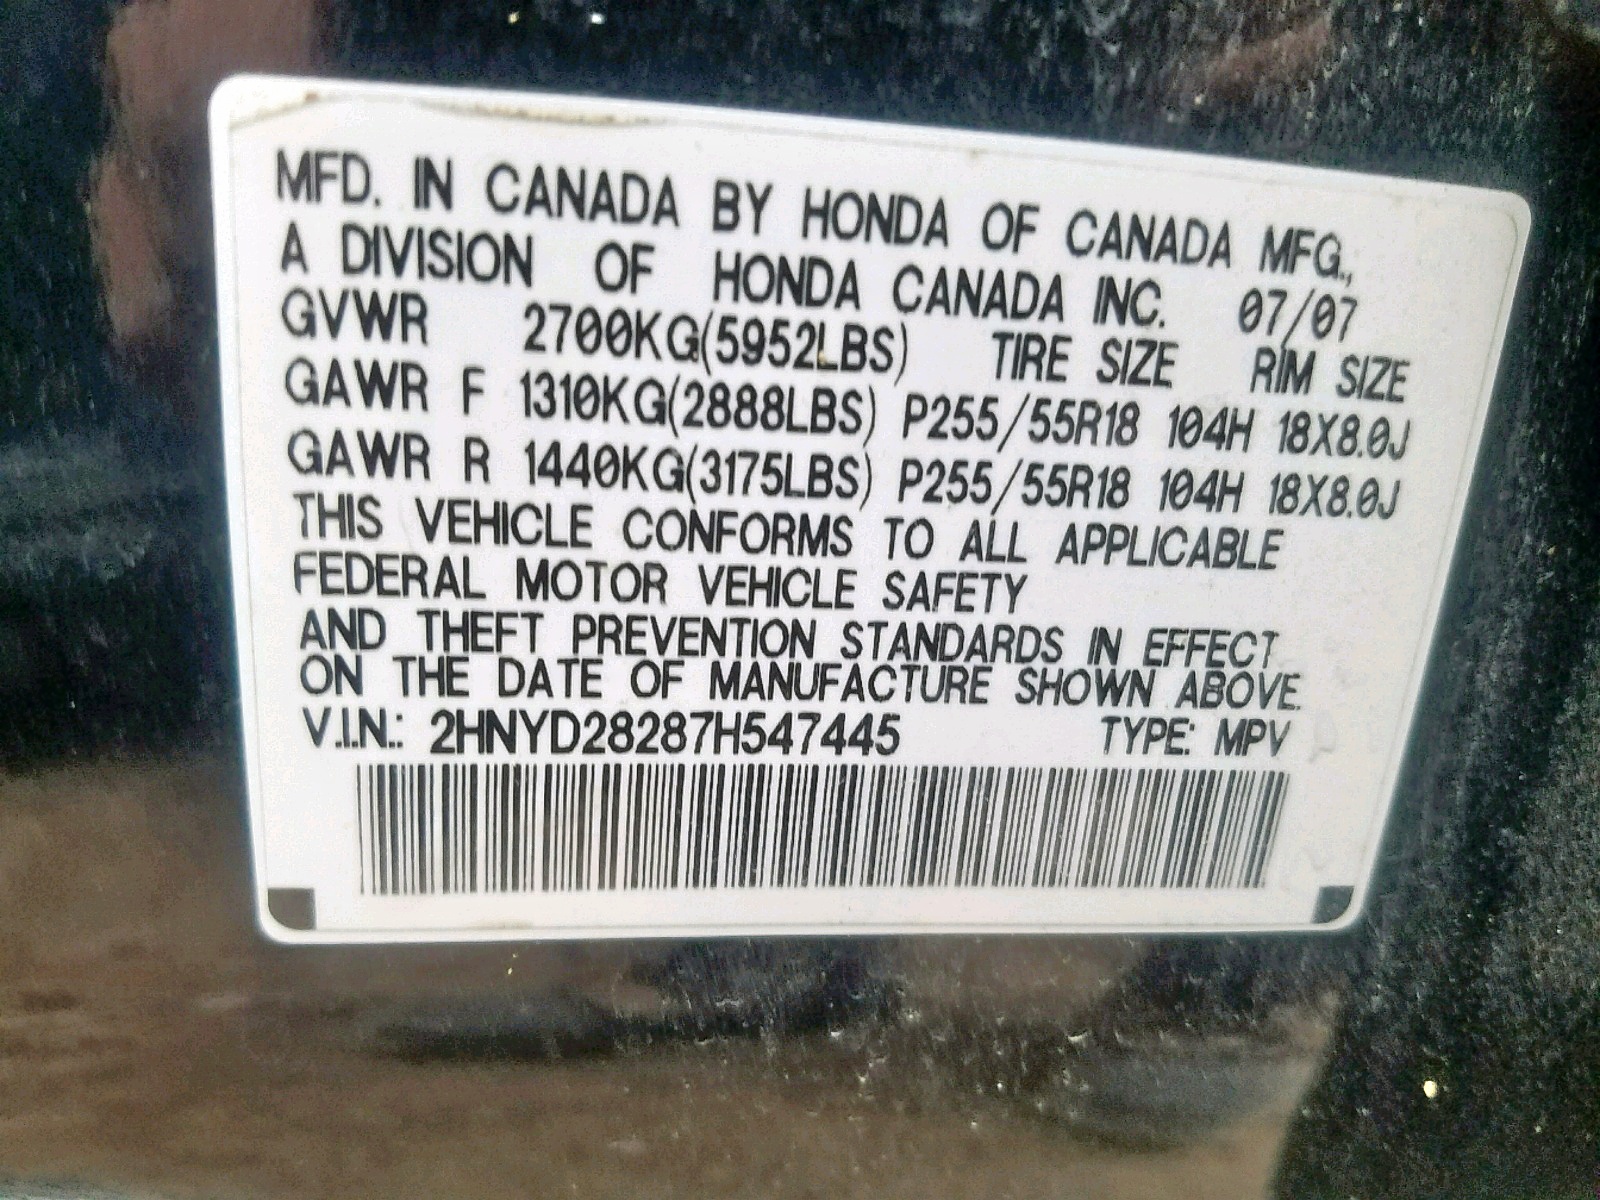 MFD. IN CANADA BY HONDA OF CANADA MFG.,
A DIVISION OF HONDA CANADA INC. 07/07
GVWR 2700KG(5952LBS) TIRE SIZE RIM SIZE
GAWR F 1310KG(2888LBS) P255/55R18 104H 18X8.0J
GAWR R 1440KG(3175LBS) P255/55R18 104H 18X8.0J
THIS VEHICLE CONFORMS TO ALL APPLICABLE
FEDERAL MOTOR VEHICLE SAFETY
AND THEFT PREVENTION STANDARDS IN EFFECT
ON THE DATE OF MANUFACTURE SHOWN ABOVE.
V.I.N.: 2HNYD28287H547445 TYPE: MPV